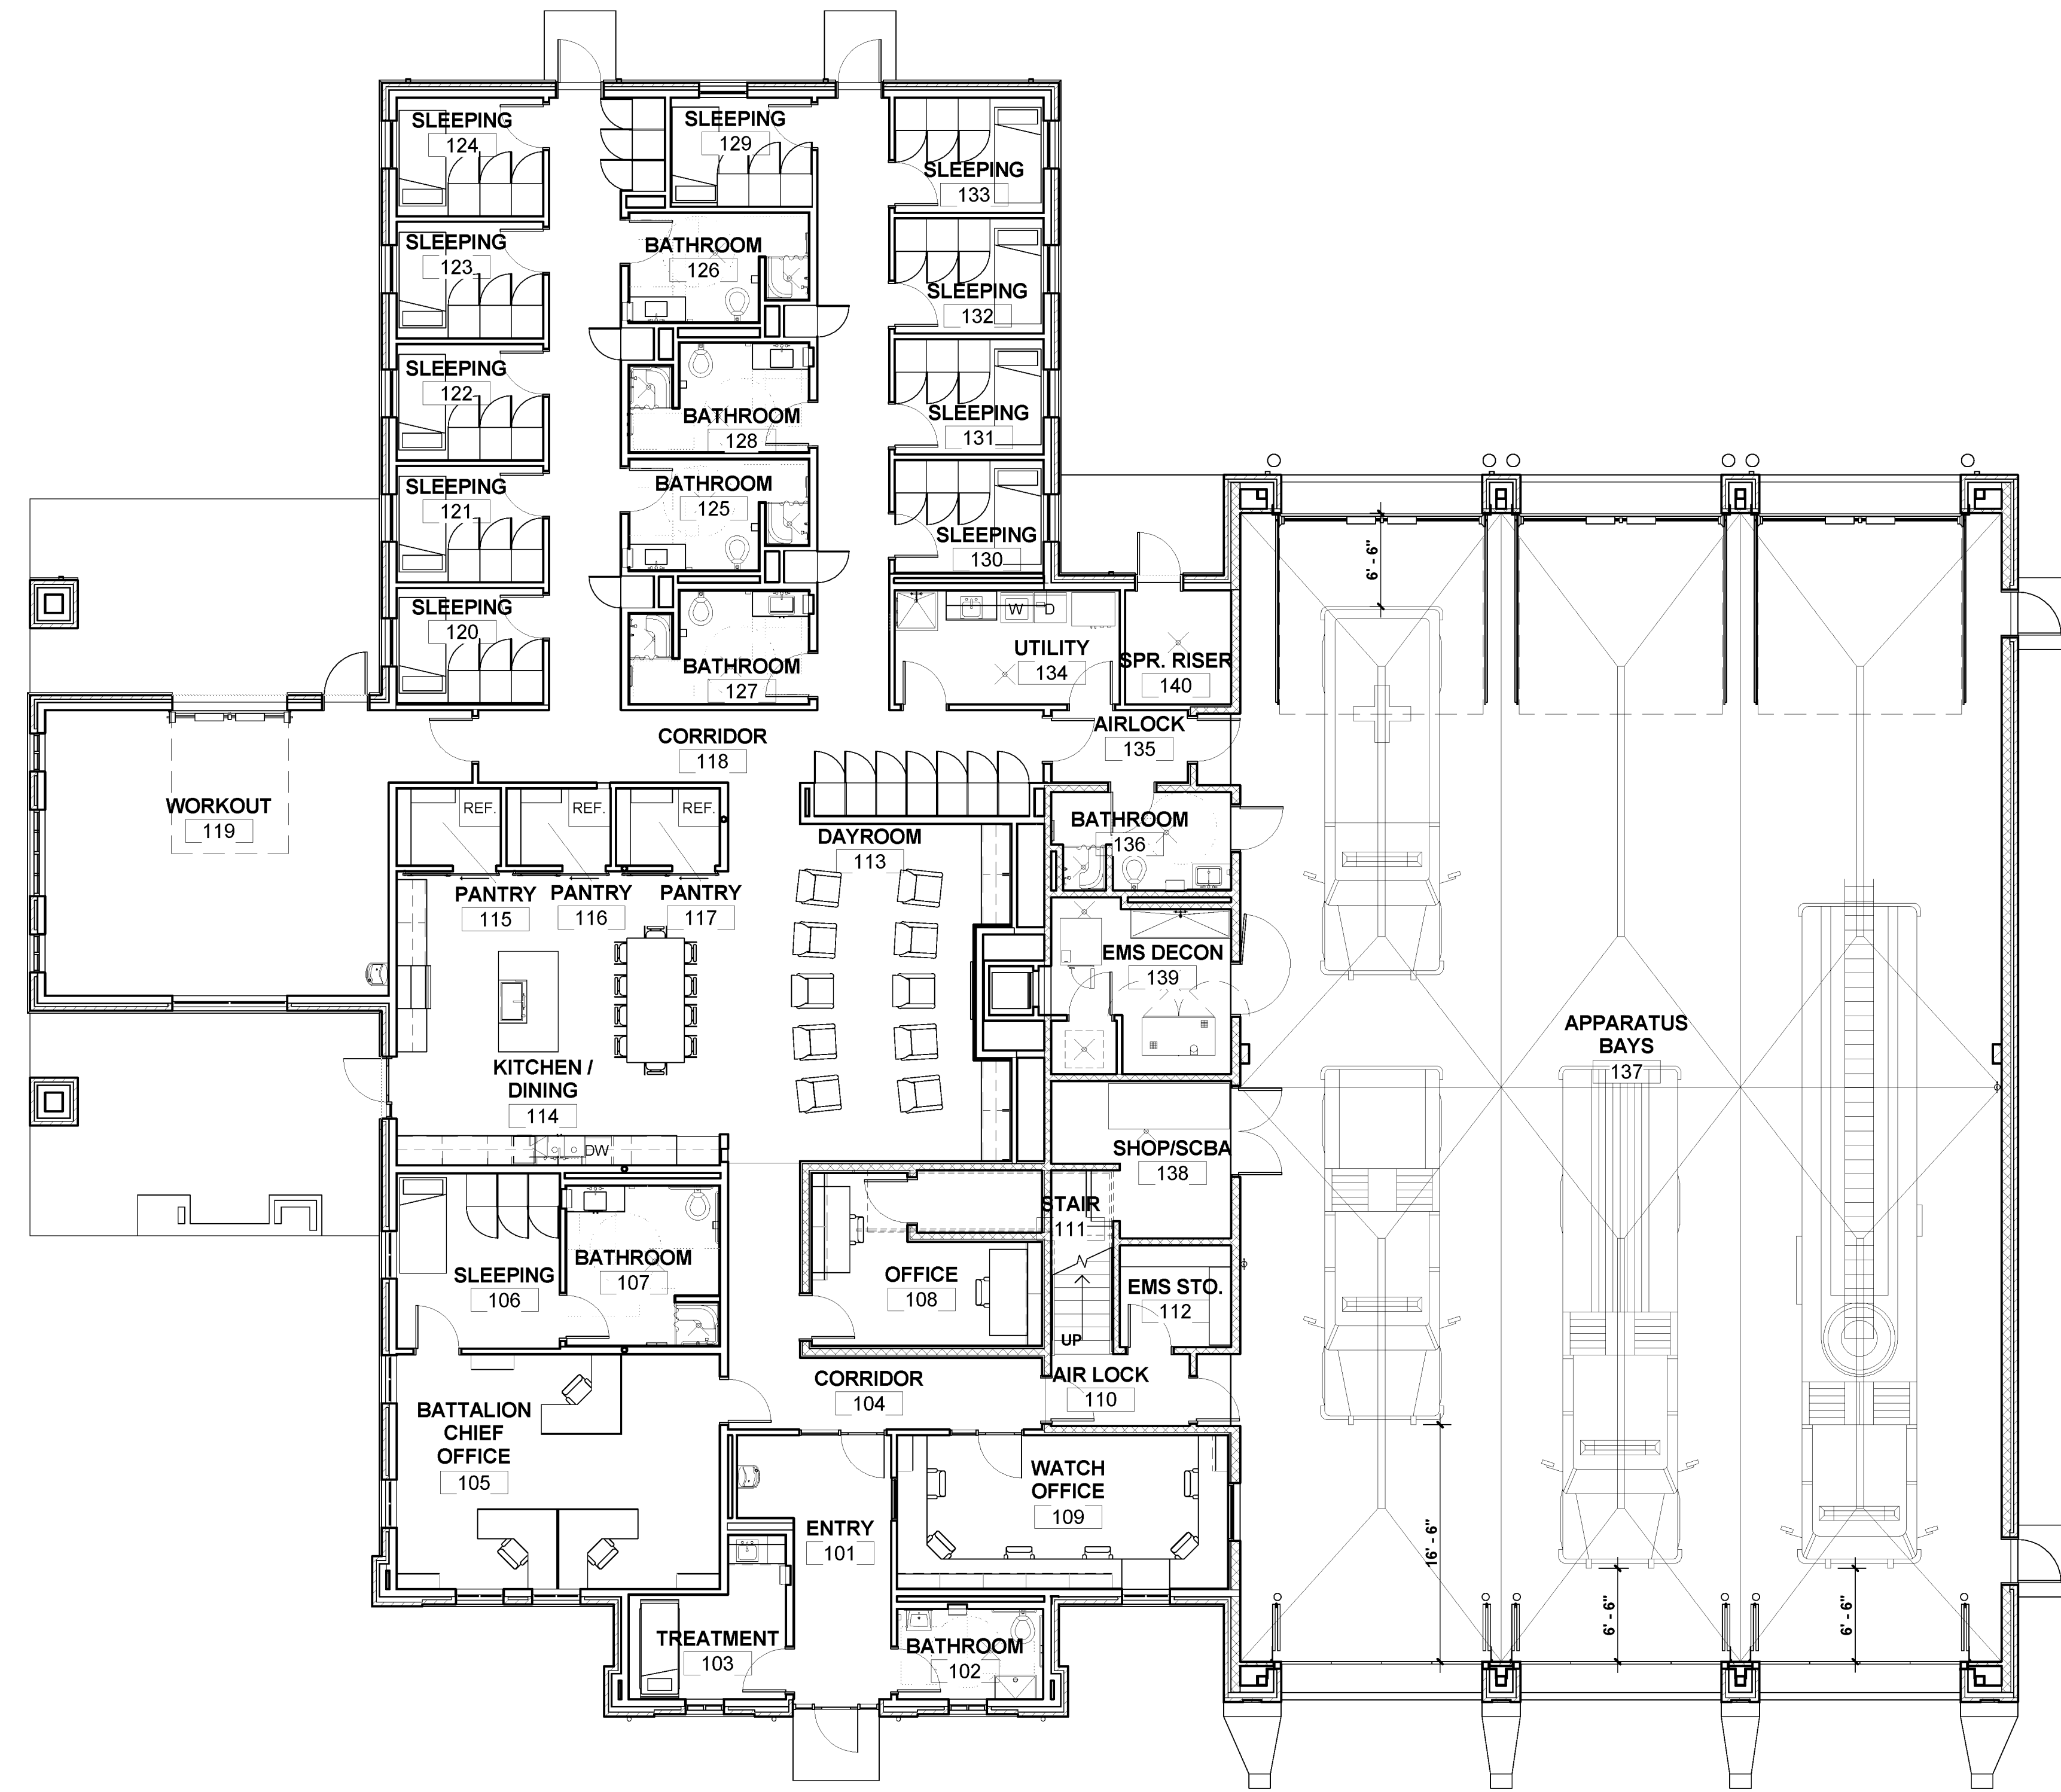 SLEEPING
124
SLEEPING
129
SLEEPING
133
SLEEPING
123
BATHROOM
126
SLEEPING
132
SLEEPING
122
BATHROOM
128
SLEEPING
131
SLEEPING
121
BATHROOM
125
SLEEPING
130
6' - 6"
SLEEPING
120
BATHROOM
127
W
D
UTILITY
134
SPR. RISER
140
CORRIDOR
118
AIRLOCK
135
WORKOUT
119
REF.
REF.
REF.
PANTRY
115
PANTRY
116
PANTRY
117
DAYROOM
113
BATHROOM
136
EMS DECON
139
APPARATUS
BAYS
137
KITCHEN /
DINING
114
DW
SHOP/SCBA
138
STAIR
111
SLEEPING
106
BATHROOM
107
OFFICE
108
EMS STO.
112
UP
CORRIDOR
104
AIR LOCK
110
BATTALION
CHIEF
OFFICE
105
WATCH
OFFICE
109
ENTRY
101
16' - 6"
6' - 6"
6' - 6"
TREATMENT
103
BATHROOM
102